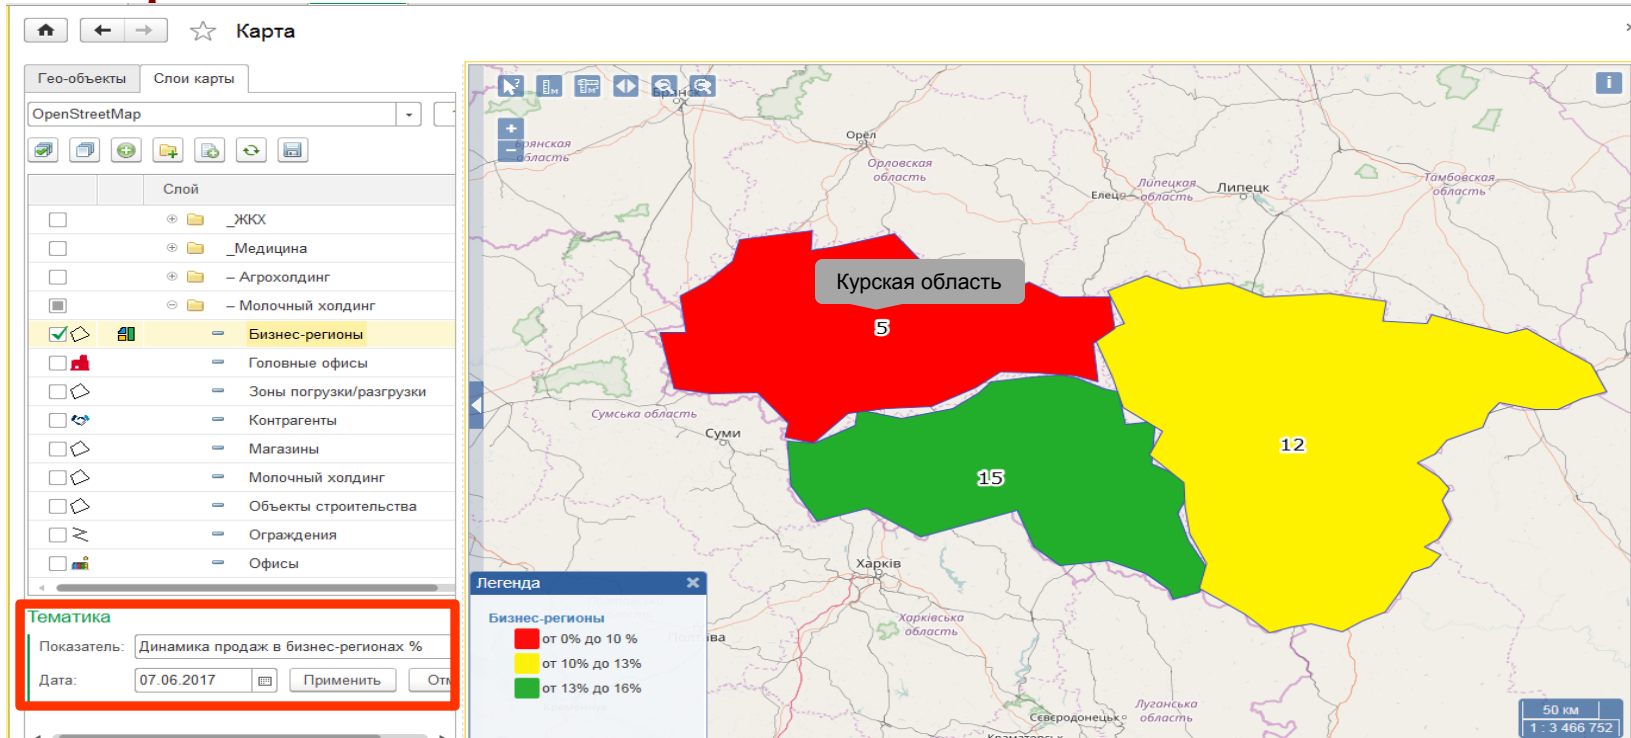 Карта
Гео-объекты
Слои карты
OpenStreetMap
Слой
_ЖКХ
_Медицина
– Агрохолдинг
– Молочный холдинг
Бизнес-регионы
Головные офисы
Зоны погрузки/разгрузки
Контрагенты
Магазины
Молочный холдинг
Объекты строительства
Ограждения
Офисы
Тематика
Показатель: Динамика продаж в бизнес-регионах %
Дата: 07.06.2017 Применить
Орёл
Орловская
область
Липецкая
область
Елец
Липецк
Тамбовская
область
Курская область
5
12
15
Сумська область
Суми
Харків
Харківська
область
Луганська
область
Сєвєродонецьк
Легенда
Бизнес-регионы
от 0% до 10 %
от 10% до 13%
от 13% до 16%
50 км
1 : 3 466 752